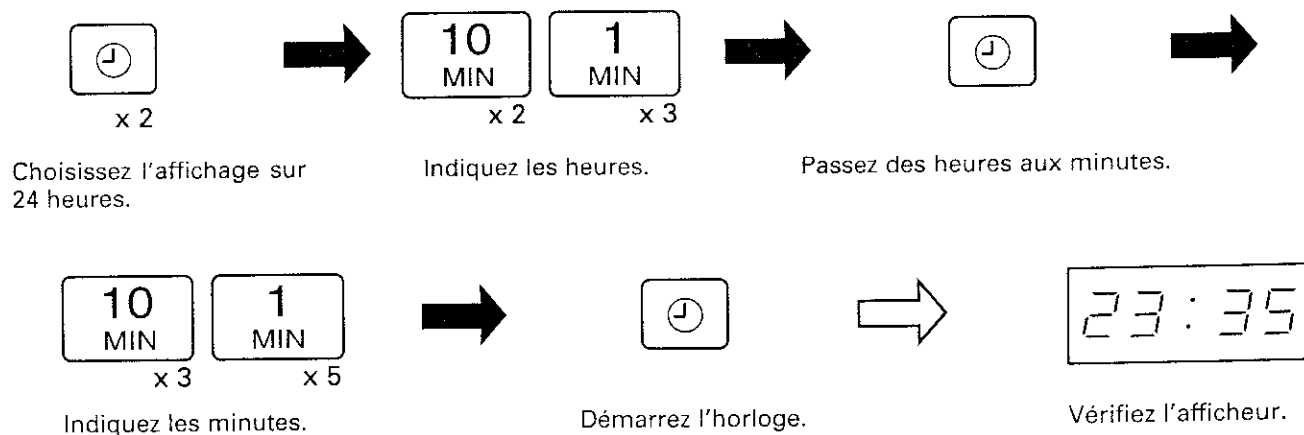 10 MIN
1 MIN
x 2
x 2
x 3
Choisissez l'affichage sur
24 heures.
Indiquez les heures.
Passez des heures aux minutes.
10 MIN
1 MIN
x 3
x 5
23:35
Indiquez les minutes.
Démarrez l'horloge.
Vérifiez l'afficheur.